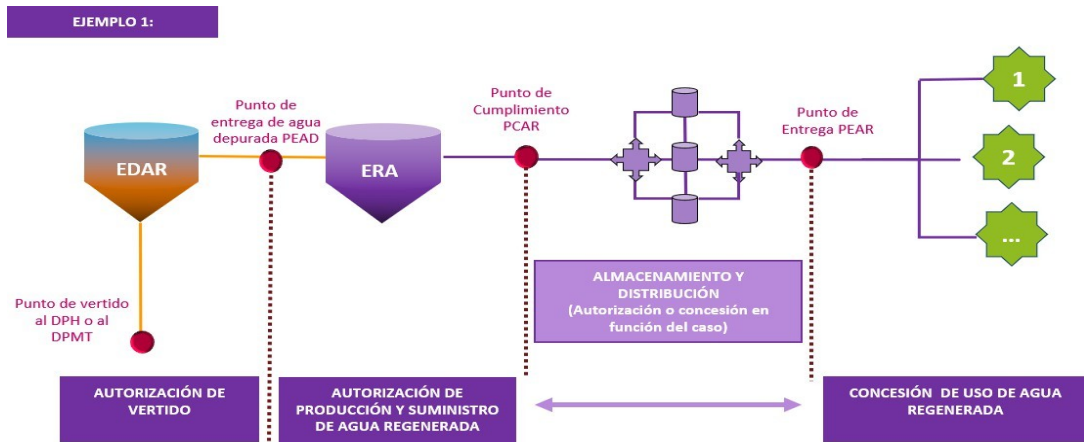 EJEMPLO 1:
Punto de
entrega de agua
depurada PEAD
Punto de
Cumplimiento
PCAR
Punto de
Entrega PEAR
EDAR
ERA
1
2
...
Punto de vertido
al DPH o al
DPMT
ALMACENAMIENTO Y
DISTRIBUCIÓN
(Autorización o concesión en
función del caso)
AUTORIZACIÓN DE
VERTIDO
AUTORIZACIÓN DE
PRODUCCIÓN Y SUMINISTRO
DE AGUA REGENERADA
CONCESIÓN DE USO DE AGUA
REGENERADA